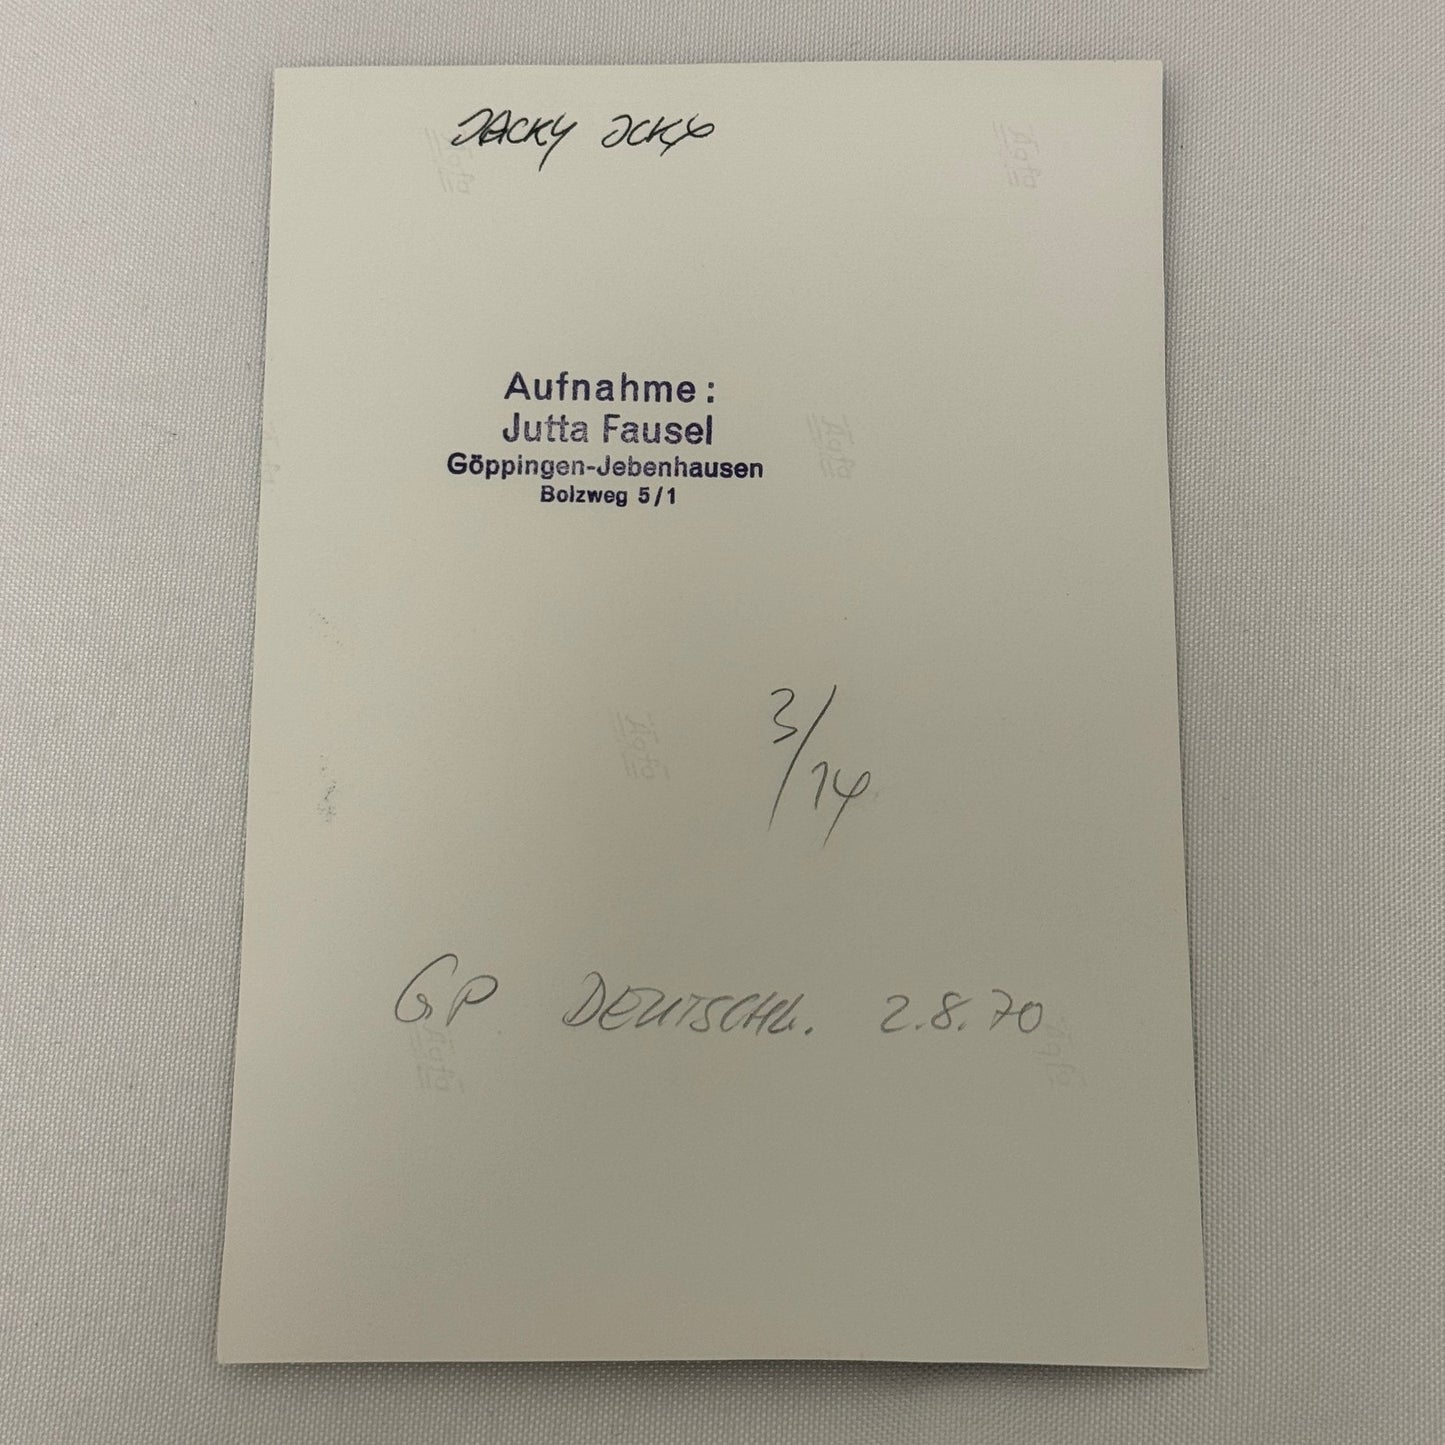 JACKY ICKX
Aufnahme:
Jutta Fausel
Göppingen-Jebenhausen
Bolzweg 5/1
3/14
GP DEUTSCHL. 2.8.70